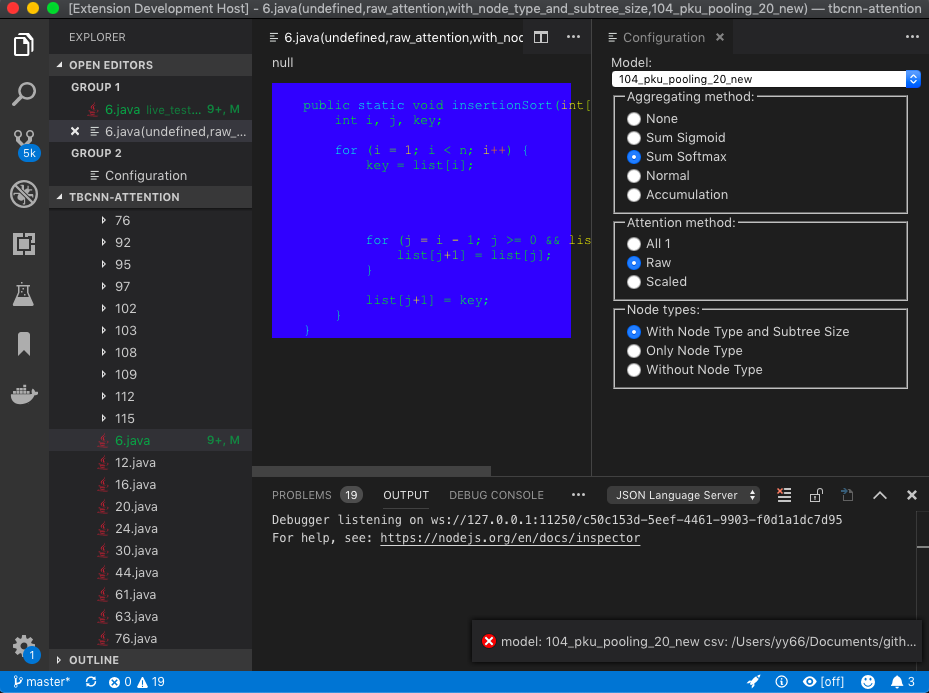 [Extension Development Host] - 6.java(undefined,raw_attention,with_node_type_and_subtree_size,104_pku_pooling_20_new) — tbcnn-attention
EXPLORER
OPEN EDITORS
GROUP 1
6.java live_test... 9+, M
6.java(undefined,raw_...
GROUP 2
Configuration
TBCNN-ATTENTION
76
92
95
97
102
103
108
109
112
115
6.java 9+, M
12.java
16.java
20.java
24.java
30.java
44.java
61.java
63.java
76.java
OUTLINE
5k
1
6.java(undefined,raw_attention,with_noc
null
public static void insertionSort(int[
int i, j, key;
for (i = 1; i < n; i++) {
key = list[i];
for (j = i - 1; j >= 0 && lis
list[j+1] = list[j];
}
list[j+1] = key;
}
}
Configuration
Model:
104_pku_pooling_20_new
Aggregating method:
None
Sum Sigmoid
Sum Softmax
Normal
Accumulation
Attention method:
All 1
Raw
Scaled
Node types:
With Node Type and Subtree Size
Only Node Type
Without Node Type
PROBLEMS 19 OUTPUT DEBUG CONSOLE ... JSON Language Server
Debugger listening on ws://127.0.0.1:11250/c50c153d-5eef-4461-9903-f0d1a1dc7d95
For help, see: https://nodejs.org/en/docs/inspector
model: 104_pku_pooling_20_new csv: /Users/yy66/Documents/gith...
master* 0 19 [off] 3